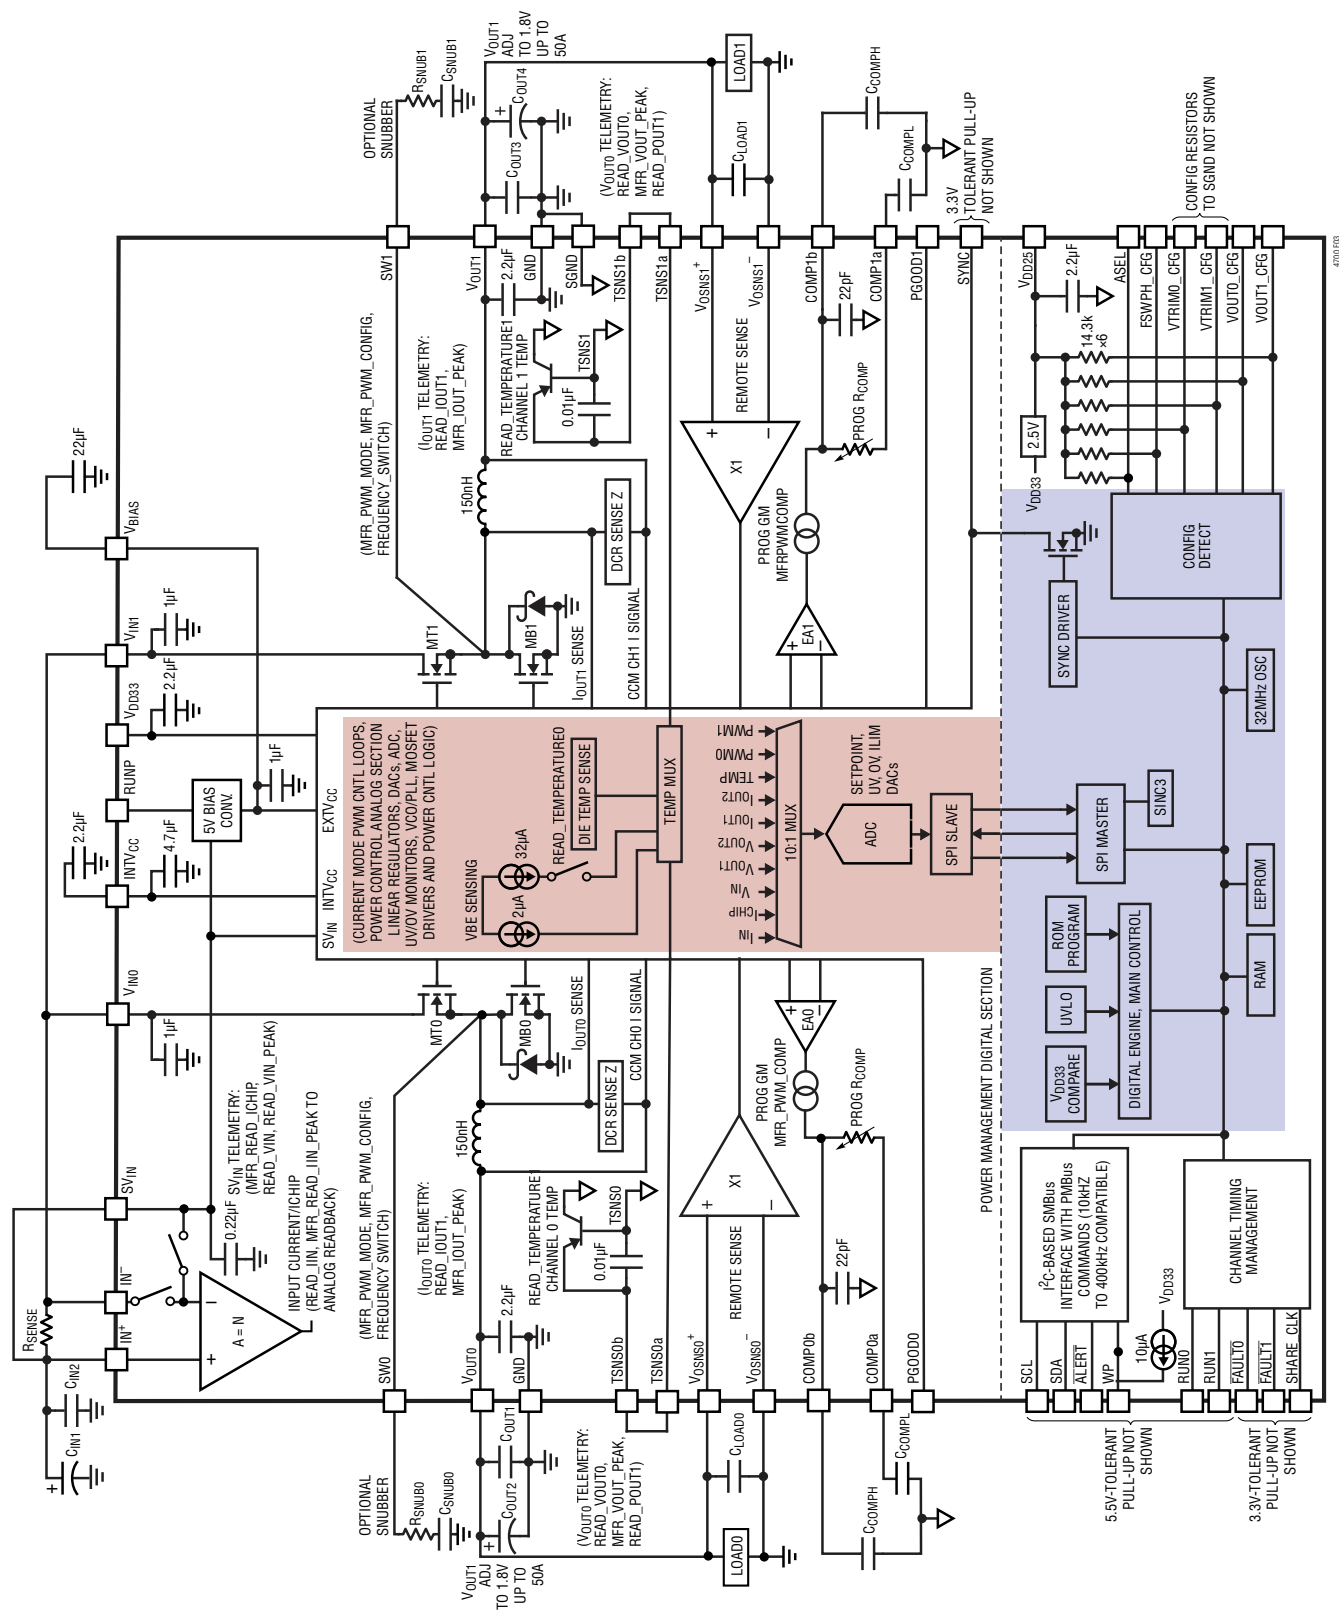 22µF
VBIAS
1µF
VIN1
2.2µF
VDD33
RUNP
1µF
5V BIAS
CONV.
EXTVCC
2.2µF
INTVCC
4.7µF
INTVCC
SVIN
VIN0
1µF
SVIN
0.22µF
SVIN TELEMETRY:
(MFR_READ_ICHIP,
READ_VIN, READ_VIN_PEAK)
IN–
RSENSE
IN+
A = N
+
–
INPUT CURRENT/ICHIP
(READ_IIN, MFR_READ_IIN_PEAK TO
ANALOG READBACK)
CIN2
CIN1
+
OPTIONAL
SNUBBER
RSNUB1
CSNUB1
SW1
(MFR_PWM_MODE, MFR_PWM_CONFIG,
FREQUENCY_SWITCH)
VOUT1
ADJ
TO 1.8V
UP TO
50A
+
COUT4
COUT3
VOUT1
2.2µF
GND
SGND
(IOUT1 TELEMETRY:
READ_IOUT1,
MFR_IOUT_PEAK)
150nH
MT1
MB1
(VOUT0 TELEMETRY:
READ_VOUT0,
MFR_VOUT_PEAK,
READ_POUT1)
TSNS1b
TSNS1a
READ_TEMPERATURE1
CHANNEL 1 TEMP
TSNS1
0.01µF
DCR SENSE Z
IOUT1 SENSE
CCM CH1 I SIGNAL
LOAD1
CLOAD1
VOSNS1+
VOSNS1–
REMOTE SENSE
+
–
X1
CCOMPH
CCOMPL
COMP1b
22pF
COMP1a
PROG RCOMP
PROG GM
MFRPWMCOMP
EA1
+
–
PGOOD1
SYNC
3.3V
TOLERANT PULL-UP
NOT SHOWN
(CURRENT MODE PWM CNTL LOOPS,
POWER CONTROL ANALOG SECTION
LINEAR REGULATORS, DACs, ADC,
UV/OV MONITORS, VCO/PLL, MOSFET
DRIVERS AND POWER CNTL LOGIC)
VBE SENSING
2µA
32µA
READ_TEMPERATURE0
DIE TEMP SENSE
TEMP MUX
IIN
ICHIP
VIN
VOUT1
VOUT2
IOUT1
IOUT2
TEMP
PWM0
PWM1
10:1 MUX
ADC
SETPOINT,
UV, OV, ILIM
DACs
SPI SLAVE
OPTIONAL
SNUBBER
RSNUB0
CSNUB0
SW0
(MFR_PWM_MODE, MFR_PWM_CONFIG,
FREQUENCY SWITCH)
VOUT1
ADJ
TO 1.8V
UP TO
50A
+
COUT2
COUT1
VOUT0
2.2µF
GND
(IOUT0 TELEMETRY:
READ_IOUT1,
MFR_IOUT_PEAK)
150nH
MT0
MB0
(VOUT0 TELEMETRY:
READ_VOUT0,
MFR_VOUT_PEAK,
READ_POUT1)
TSNS0b
TSNS0a
READ_TEMPERATURE1
CHANNEL 0 TEMP
TSNS0
0.01µF
DCR SENSE Z
IOUT0 SENSE
CCM CH0 I SIGNAL
LOAD0
CLOAD0
VOSNS0+
VOSNS0–
REMOTE SENSE
+
–
X1
CCOMPH
CCOMPL
COMP0b
22pF
COMP0a
PROG RCOMP
PROG GM
MFR_PWM_COMP
EA0
+
–
PGOOD0
POWER MANAGEMENT DIGITAL SECTION
VDD25
2.2µF
14.3k
×6
2.5V
VDD33
ASEL
FSWPH_CFG
VTRIM0_CFG
VTRIM1_CFG
VOUT0_CFG
VOUT1_CFG
CONFIG RESISTORS
TO SGND NOT SHOWN
CONFIG
DETECT
SYNC DRIVER
32MHz OSC
SPI MASTER
SINC3
EEPROM
RAM
ROM
PROGRAM
UVLO
VDD33
COMPARE
DIGITAL ENGINE, MAIN CONTROL
I2C-BASED SMBus
INTERFACE WITH PMBus
COMMANDS (10kHZ
TO 400kHZ COMPATIBLE)
SCL
SDA
ALERT
WP
10µA
VDD33
CHANNEL TIMING
MANAGEMENT
RUN0
RUN1
FAULT0
FAULT1
SHARE_CLK
5.5V-TOLERANT
PULL-UP NOT
SHOWN
3.3V-TOLERANT
PULL-UP NOT
SHOWN
4700 F03